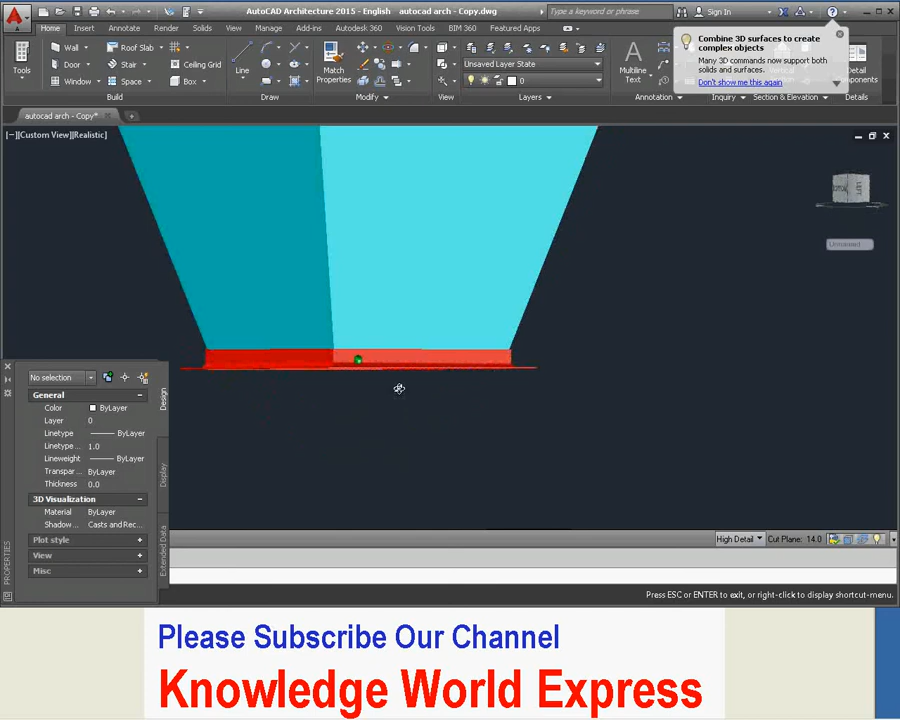 AutoCAD Architecture 2015 - English autocad arch - Copy.dwg
Type a keyword or phrase
Sign In
Home Insert Annotate Render Solids Add-ins Autodesk 360 Vault BIM 360 Featured Apps
Tools
Wall
Door
Window
Roof Slab
Stair
Space
Ceiling Grid
Box
Build
Line
Draw
Match Properties
Modify
View
Unsaved Layer State
0
Layers
Multiline Text
Annotation
Inquiry
Section & Elevation
Details
Combine 3D surfaces to create
complex objects
Many 3D commands now support both
solids and surfaces.
Don't show me this again
autocad arch - Copy*
[−][Custom View][Realistic]
LEFT
Unnamed
No selection
General
Color ByLayer
Layer 0
Linetype ByLayer
Linetype ... 1.0
Lineweight ByLayer
Transpar... ByLayer
Thickness 0.0
3D Visualization
Material ByLayer
Shadow ... Casts and Rec...
Plot style
View
Misc
Design
Display
Extended Data
PROPERTIES
High Detail
Cut Plane: 14.0
Press ESC or ENTER to exit, or right-click to display shortcut-menu.
Please Subscribe Our Channel
Knowledge World Express